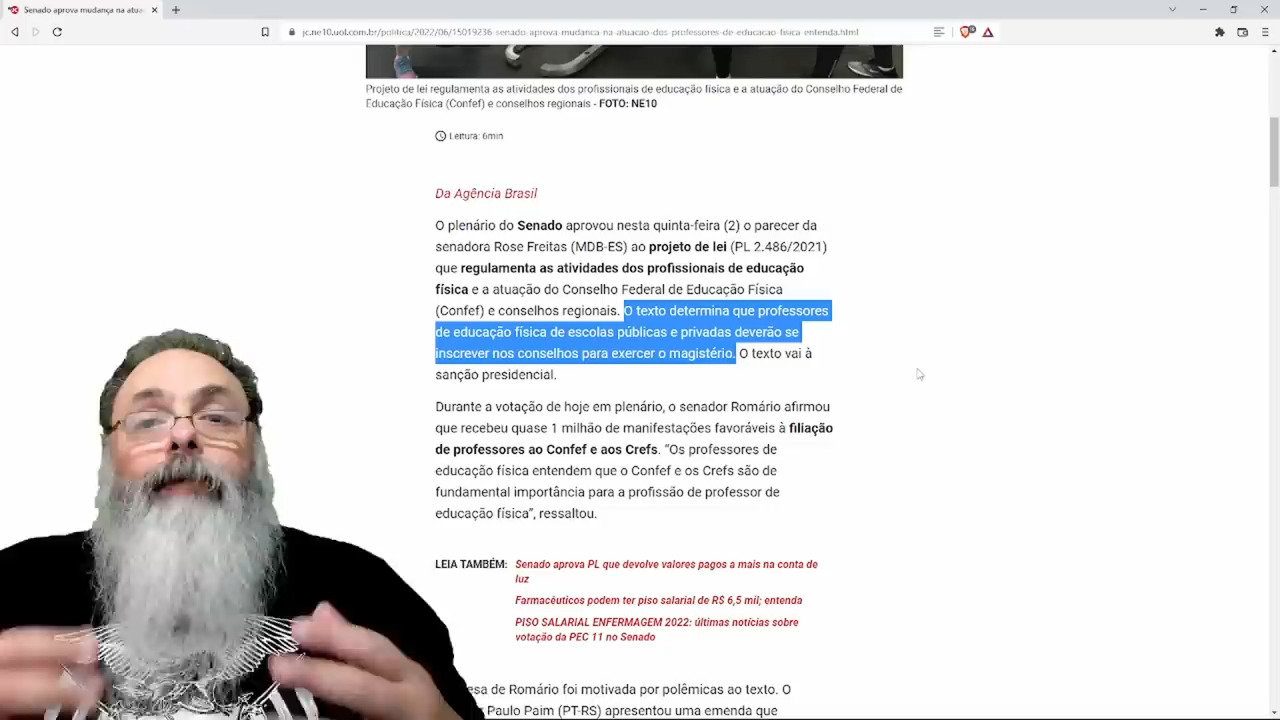 Senado aprova mudança na atua
jc.ne10.uol.com.br/politica/2022/06/15019236-senado-aprova-mudanca-na-atuacao-dos-professores-de-educacao-fisica-entenda.html
Projeto de lei regulamenta as atividades dos profissionais de educação física e a atuação do Conselho Federal de
Educação Física (Confef) e conselhos regionais - FOTO: NE10
Leitura: 6min
Da Agência Brasil
O plenário do Senado aprovou nesta quinta-feira (2) o parecer da
senadora Rose Freitas (MDB-ES) ao projeto de lei (PL 2.486/2021)
que regulamenta as atividades dos profissionais de educação
física e a atuação do Conselho Federal de Educação Física
(Confef) e conselhos regionais. O texto determina que professores
de educação física de escolas públicas e privadas deverão se
inscrever nos conselhos para exercer o magistério. O texto vai à
sanção presidencial.
Durante a votação de hoje em plenário, o senador Romário afirmou
que recebeu quase 1 milhão de manifestações favoráveis à filiação
de professores ao Confef e aos Crefs. “Os professores de
educação física entendem que o Confef e os Crefs são de
fundamental importância para a profissão de professor de
educação física”, ressaltou.
LEIA TAMBÉM: Senado aprova PL que devolve valores pagos a mais na conta de
luz
Farmacêuticos podem ter piso salarial de R$ 6,5 mil; entenda
PISO SALARIAL ENFERMAGEM 2022: últimas notícias sobre
votação da PEC 11 no Senado
esa de Romário foi motivada por polêmicas ao texto. O
Paulo Paim (PT-RS) apresentou uma emenda que